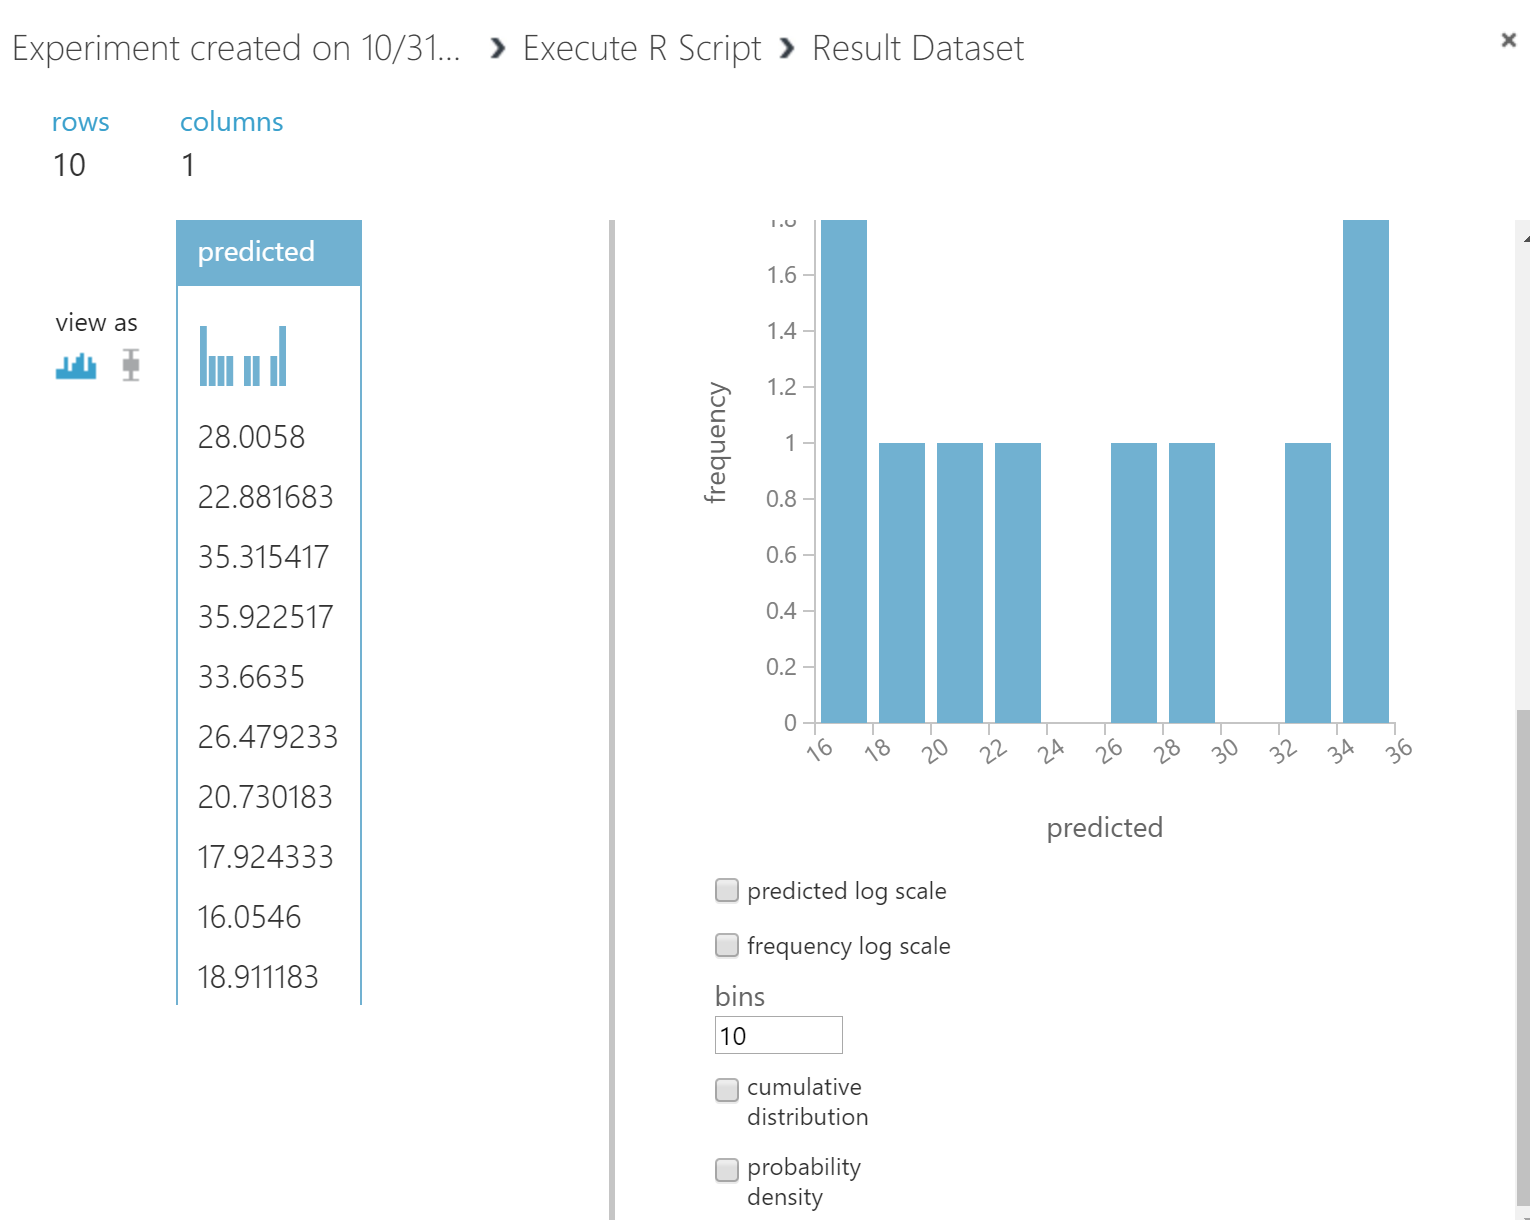 Experiment created on 10/31... > Execute R Script > Result Dataset
rows columns
10 1
predicted
view as
28.0058
22.881683
35.315417
35.922517
33.6635
26.479233
20.730183
17.924333
16.0546
18.911183
1.8
1.6
1.4
1.2
1
0.8
0.6
0.4
0.2
0
frequency
16 18 20 22 24 26 28 30 32 34 36
predicted
predicted log scale
frequency log scale
bins
10
cumulative
distribution
probability
density